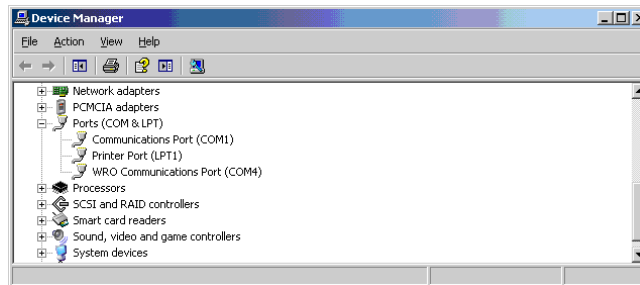 Device Manager
File Action View Help
Network adapters
PCMCIA adapters
Ports (COM & LPT)
Communications Port (COM1)
Printer Port (LPT1)
WRO Communications Port (COM4)
Processors
SCSI and RAID controllers
Smart card readers
Sound, video and game controllers
System devices